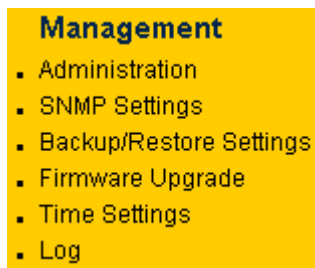 Management
Administration
SNMP Settings
Backup/Restore Settings
Firmware Upgrade
Time Settings
Log